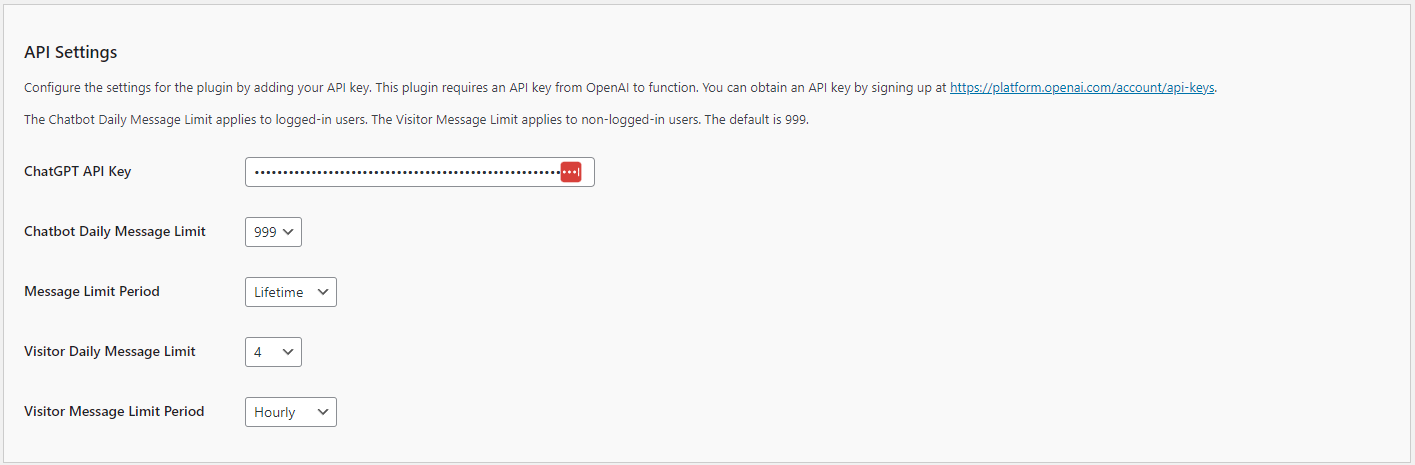 API Settings
Configure the settings for the plugin by adding your API key. This plugin requires an API key from OpenAI to function. You can obtain an API key by signing up at https://platform.openai.com/account/api-keys.
The Chatbot Daily Message Limit applies to logged-in users. The Visitor Message Limit applies to non-logged-in users. The default is 999.
ChatGPT API Key
Chatbot Daily Message Limit 999
Message Limit Period Lifetime
Visitor Daily Message Limit 4
Visitor Message Limit Period Hourly